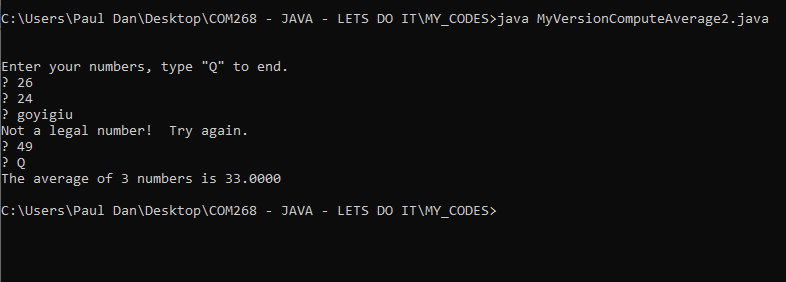 C:\Users\Paul Dan\Desktop\COM268 - JAVA - LETS DO IT\MY_CODES>java MyVersionComputeAverage2.java
Enter your numbers, type "Q" to end.
? 26
? 24
? goyigiu
Not a legal number!  Try again.
? 49
? Q
The average of 3 numbers is 33.0000
C:\Users\Paul Dan\Desktop\COM268 - JAVA - LETS DO IT\MY_CODES>